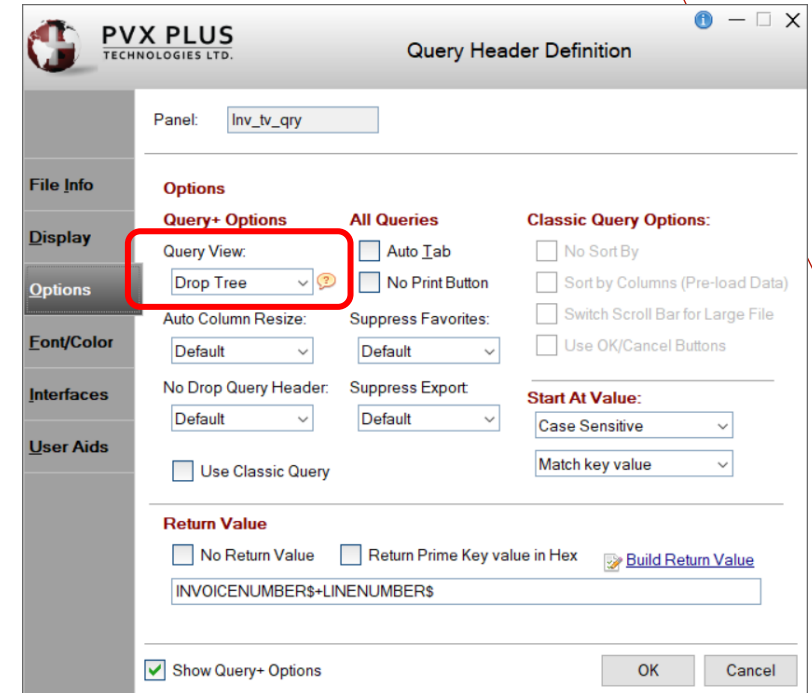 PVX PLUS
TECHNOLOGIES LTD.
Query Header Definition
Panel: Inv_tv_qry
File Info
Display
Options
Font/Color
Interfaces
User Aids
Options
Query+ Options All Queries Classic Query Options:
Query View: Auto Tab No Sort By
Drop Tree No Print Button Sort by Columns (Pre-load Data)
Auto Column Resize: Suppress Favorites: Switch Scroll Bar for Large File
Default Default Use OK/Cancel Buttons
No Drop Query Header: Suppress Export: Start At Value:
Default Default Case Sensitive
Use Classic Query Match key value
Return Value
No Return Value Return Prime Key value in Hex Build Return Value
INVOICENUMBER$+LINENUMBER$
Show Query+ Options OK Cancel